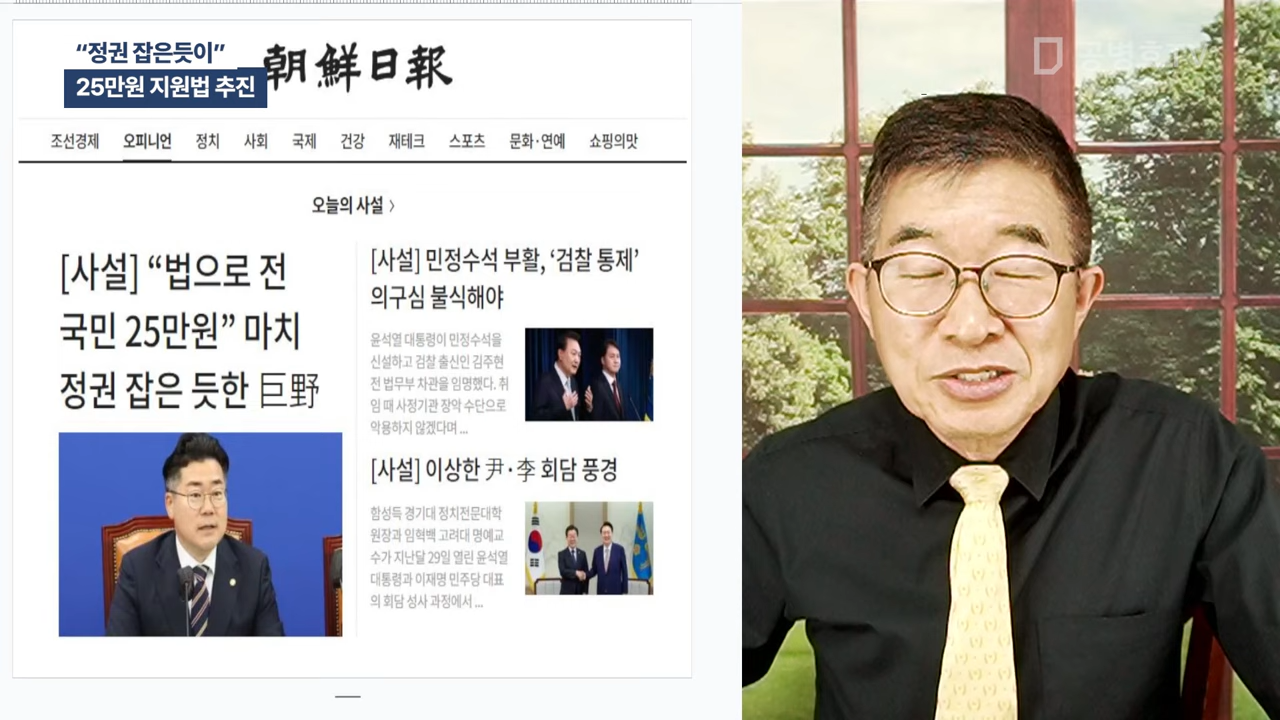 “정권 잡은듯이”
25만원 지원법 추진
朝鮮日報
조선경제 오피니언 정치 사회 국제 건강 재테크 스포츠 문화·연예 쇼핑의맛
오늘의 사설 〉
[사설] “법으로 전
국민 25만원” 마치
정권 잡은 듯한 巨野
[사설] 민정수석 부활, ‘검찰 통제’
의구심 불식해야
윤석열 대통령이 민정수석을
신설하고 검찰 출신인 김주현
전 법무부 차관을 임명했다. 취
임 때 사정기관 장악 수단으로
악용하지 않겠다며 ...
[사설] 이상한 尹·李 회담 풍경
함성득 경기대 정치전문대학
원장과 임혁백 고려대 명예교
수가 지난달 29일 열린 윤석열
대통령과 이재명 민주당 대표
의 회담 성사 과정에서 ...
공병호TV